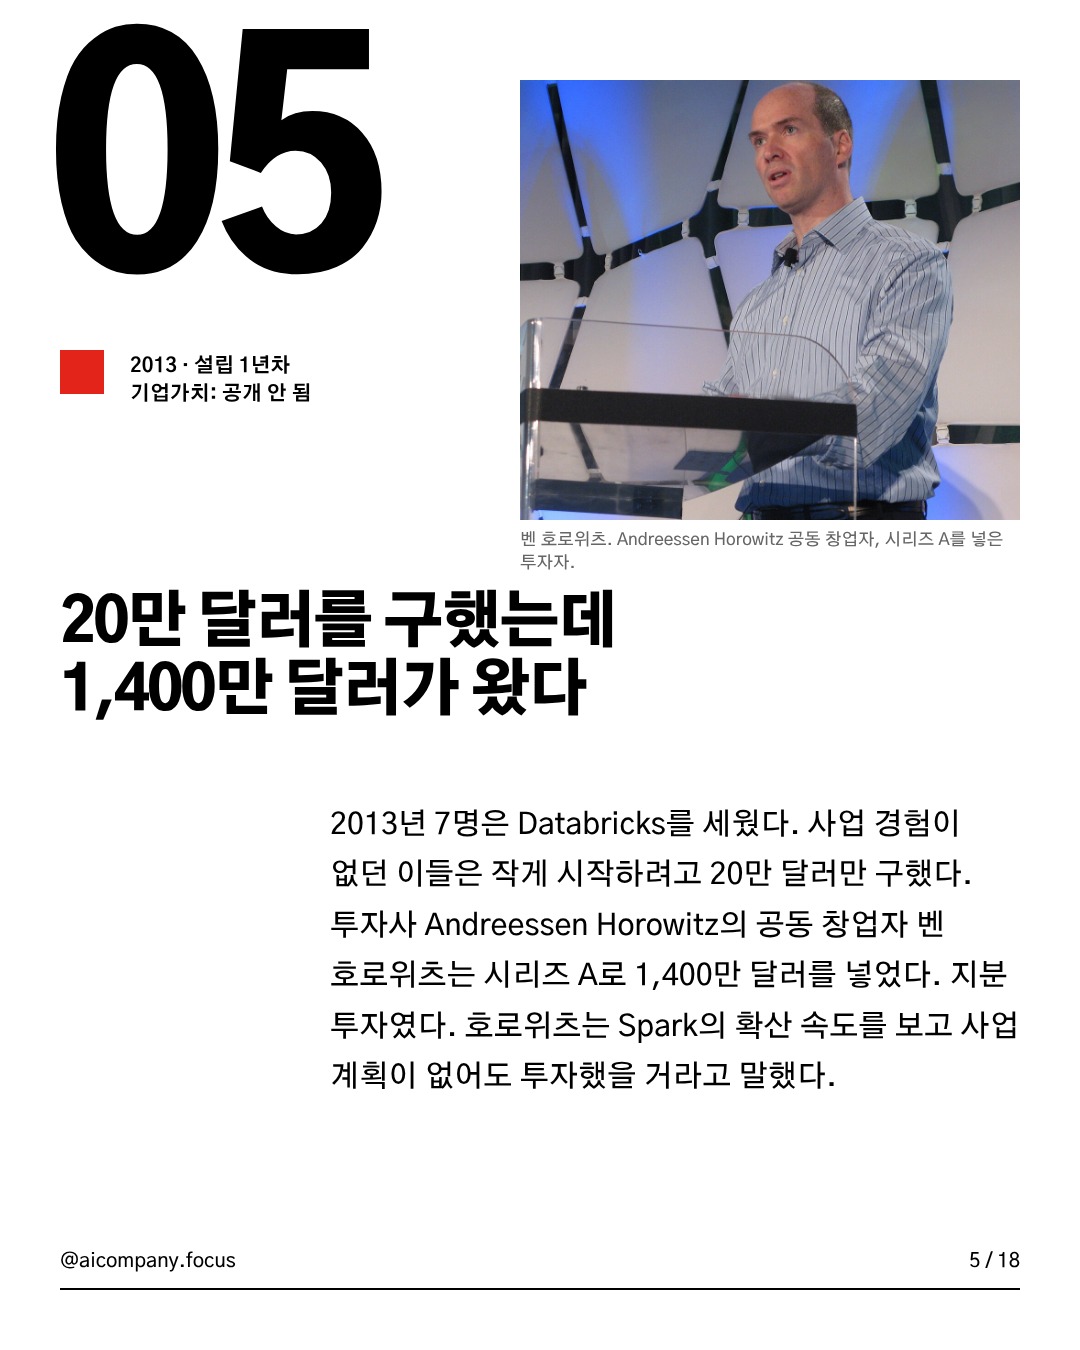 05
2013 · 설립 1년차
기업가치: 공개 안 됨
벤 호로위츠. Andreessen Horowitz 공동 창업자, 시리즈 A를 넣은
투자자.
20만 달러를 구했는데
1,400만 달러가 왔다
2013년 7명은 Databricks를 세웠다. 사업 경험이
없던 이들은 작게 시작하려고 20만 달러만 구했다.
투자사 Andreessen Horowitz의 공동 창업자 벤
호로위츠는 시리즈 A로 1,400만 달러를 넣었다. 지분
투자였다. 호로위츠는 Spark의 확산 속도를 보고 사업
계획이 없어도 투자했을 거라고 말했다.
@aicompany.focus
5 / 18